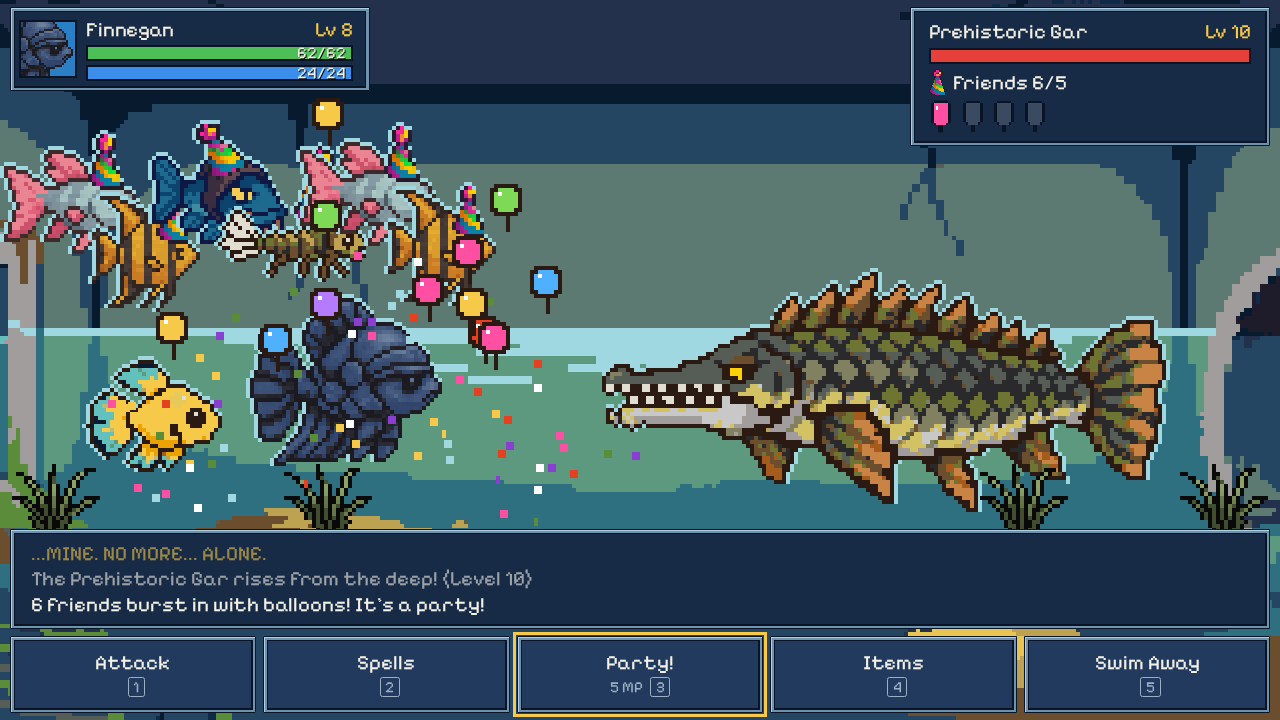 Finnegan Lv 8
62/62
24/24
Prehistoric Gar Lv 10
Friends 6/5
...MINE. NO MORE... ALONE.
The Prehistoric Gar rises from the deep! (Level 10)
6 friends burst in with balloons! It's a party!
Attack
1
Spells
2
Party!
5 MP 3
Items
4
Swim Away
5